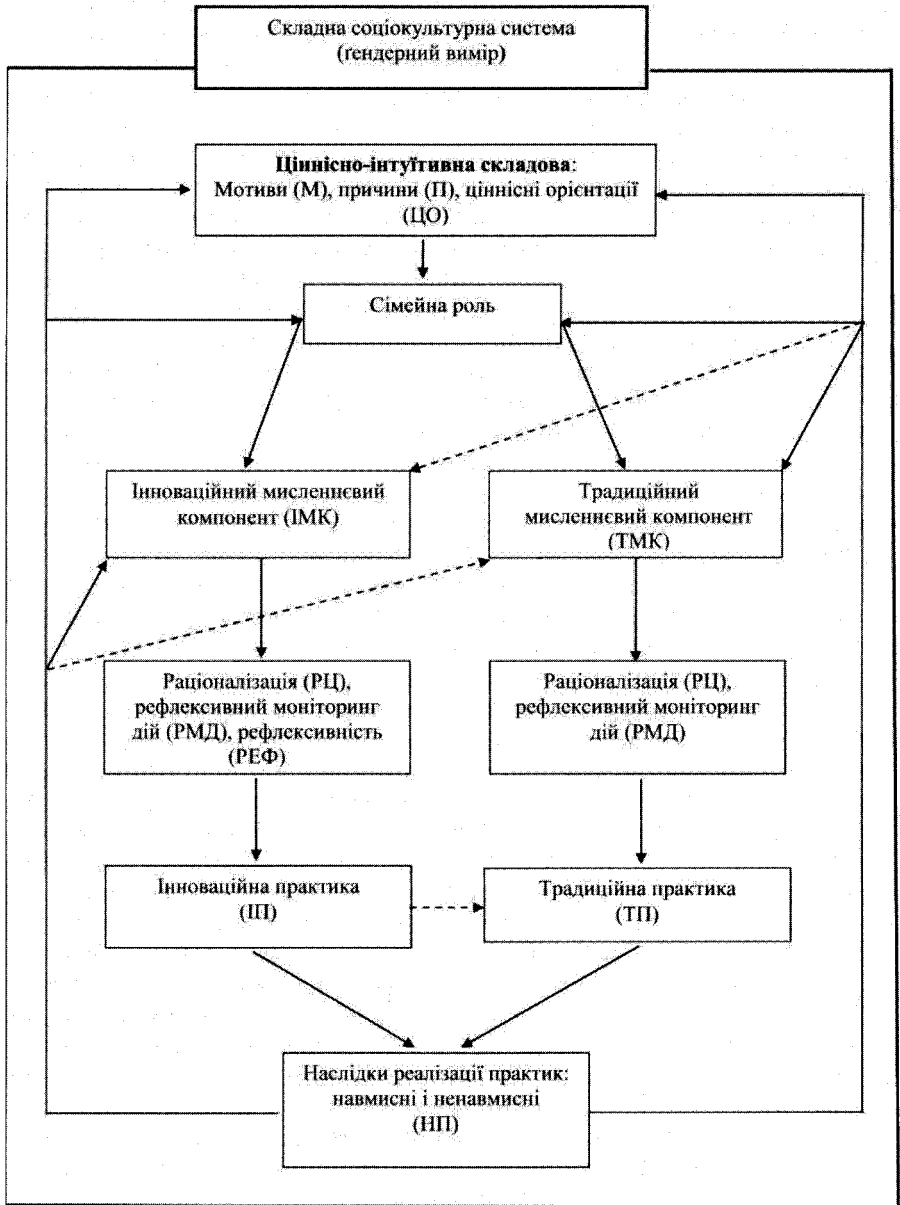 Складна соціокультурна система
(ґендерний вимір)
Ціннісно-інтуїтивна складова:
Мотиви (М), причини (П), ціннісні орієнтації
(ЦО)
Сімейна роль
Інноваційний мисленнєвий
компонент (ІМК)
Традиційний
мисленнєвий компонент
(ТМК)
Раціоналізація (РЦ),
рефлексивний моніторинг
дій (РМД), рефлексивність
(РЕФ)
Раціоналізація (РЦ),
рефлексивний моніторинг
дій (РМД)
Інноваційна практика
(ІП)
Традиційна практика
(ТП)
Наслідки реалізації практик:
навмисні і ненавмисні
(НП)